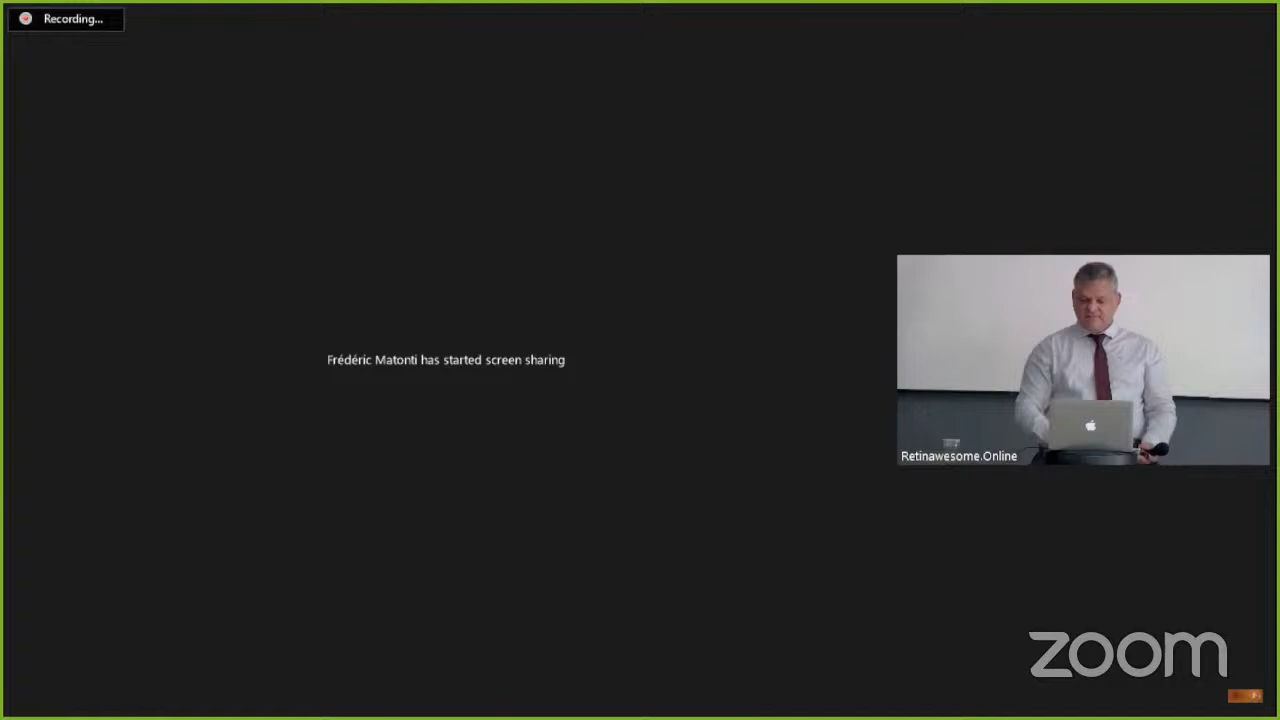 Recording...
Frédéric Matonti has started screen sharing
Retinawesome.Online
zoom